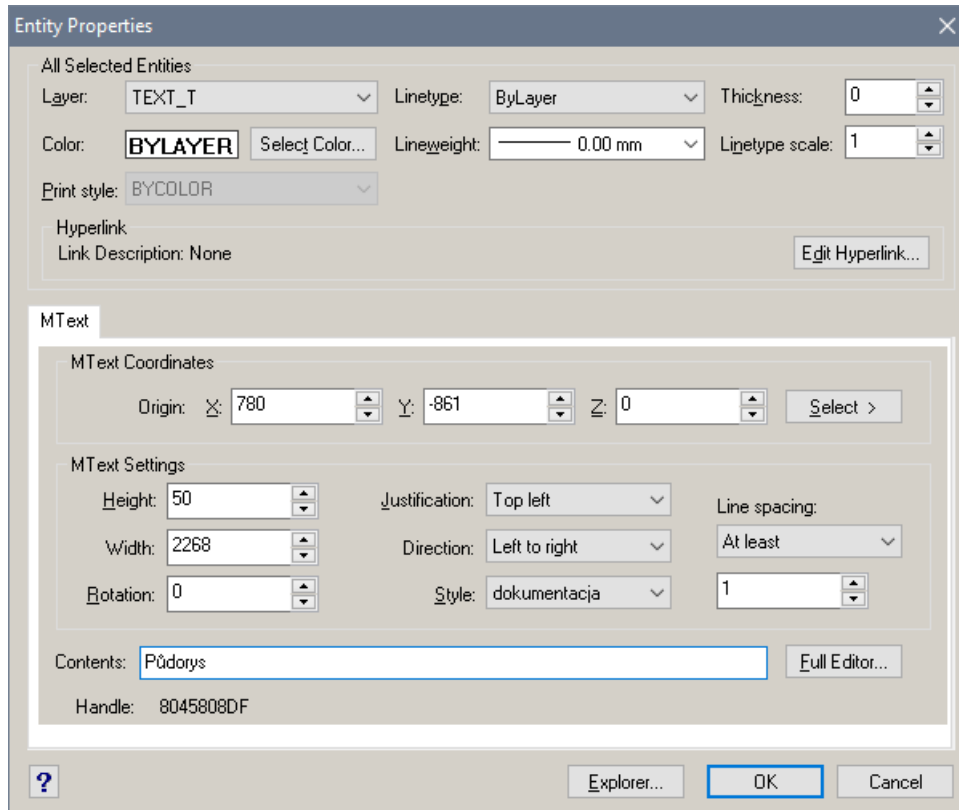 Entity Properties
All Selected Entities
Layer: TEXT_T Linetype: ByLayer Thickness: 0
Color: BYLAYER Select Color... Lineweight: 0.00 mm Linetype scale: 1
Print style: BYCOLOR
Hyperlink
Link Description: None Edit Hyperlink...
MText
MText Coordinates
Origin: X: 780 Y: -861 Z: 0 Select >
MText Settings
Height: 50 Justification: Top left Line spacing:
Width: 2268 Direction: Left to right At least
Rotation: 0 Style: dokumentacja 1
Contents: Půdorys Full Editor...
Handle: 8045808DF
? Explorer... OK Cancel